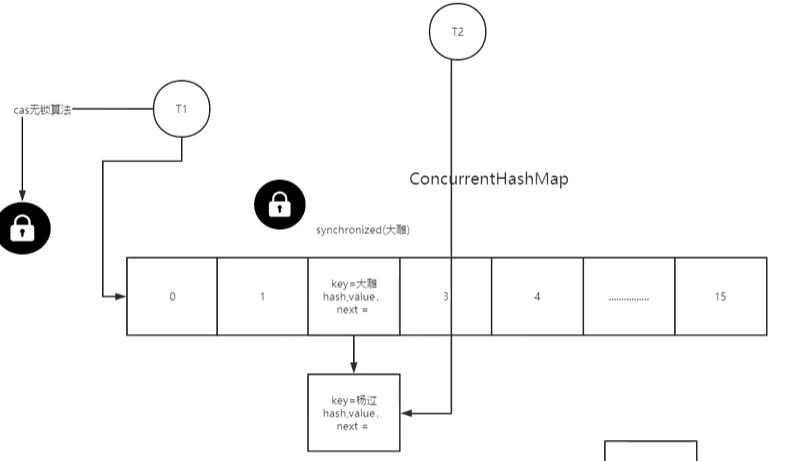 T2
cas无锁算法
T1
ConcurrentHashMap
synchronized(大雕)
0
1
key=大雕
hash,value,
next =
3
4
................
15
key=杨过
hash,value,
next =